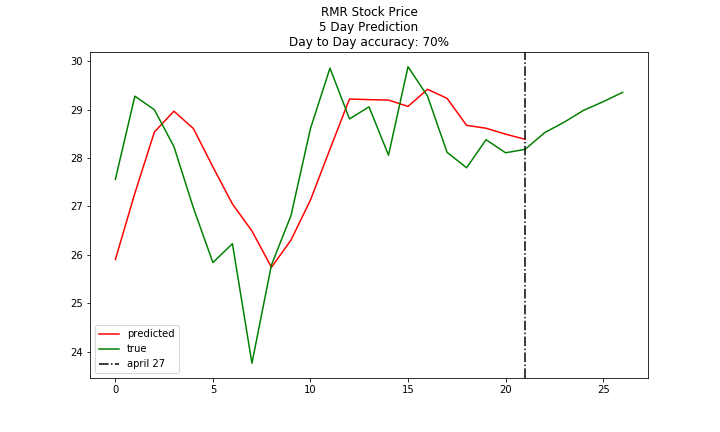 RMR Stock Price
5 Day Prediction
Day to Day accuracy: 70%
30
29
28
27
26
25
24
predicted
true
april 27
0 5 10 15 20 25